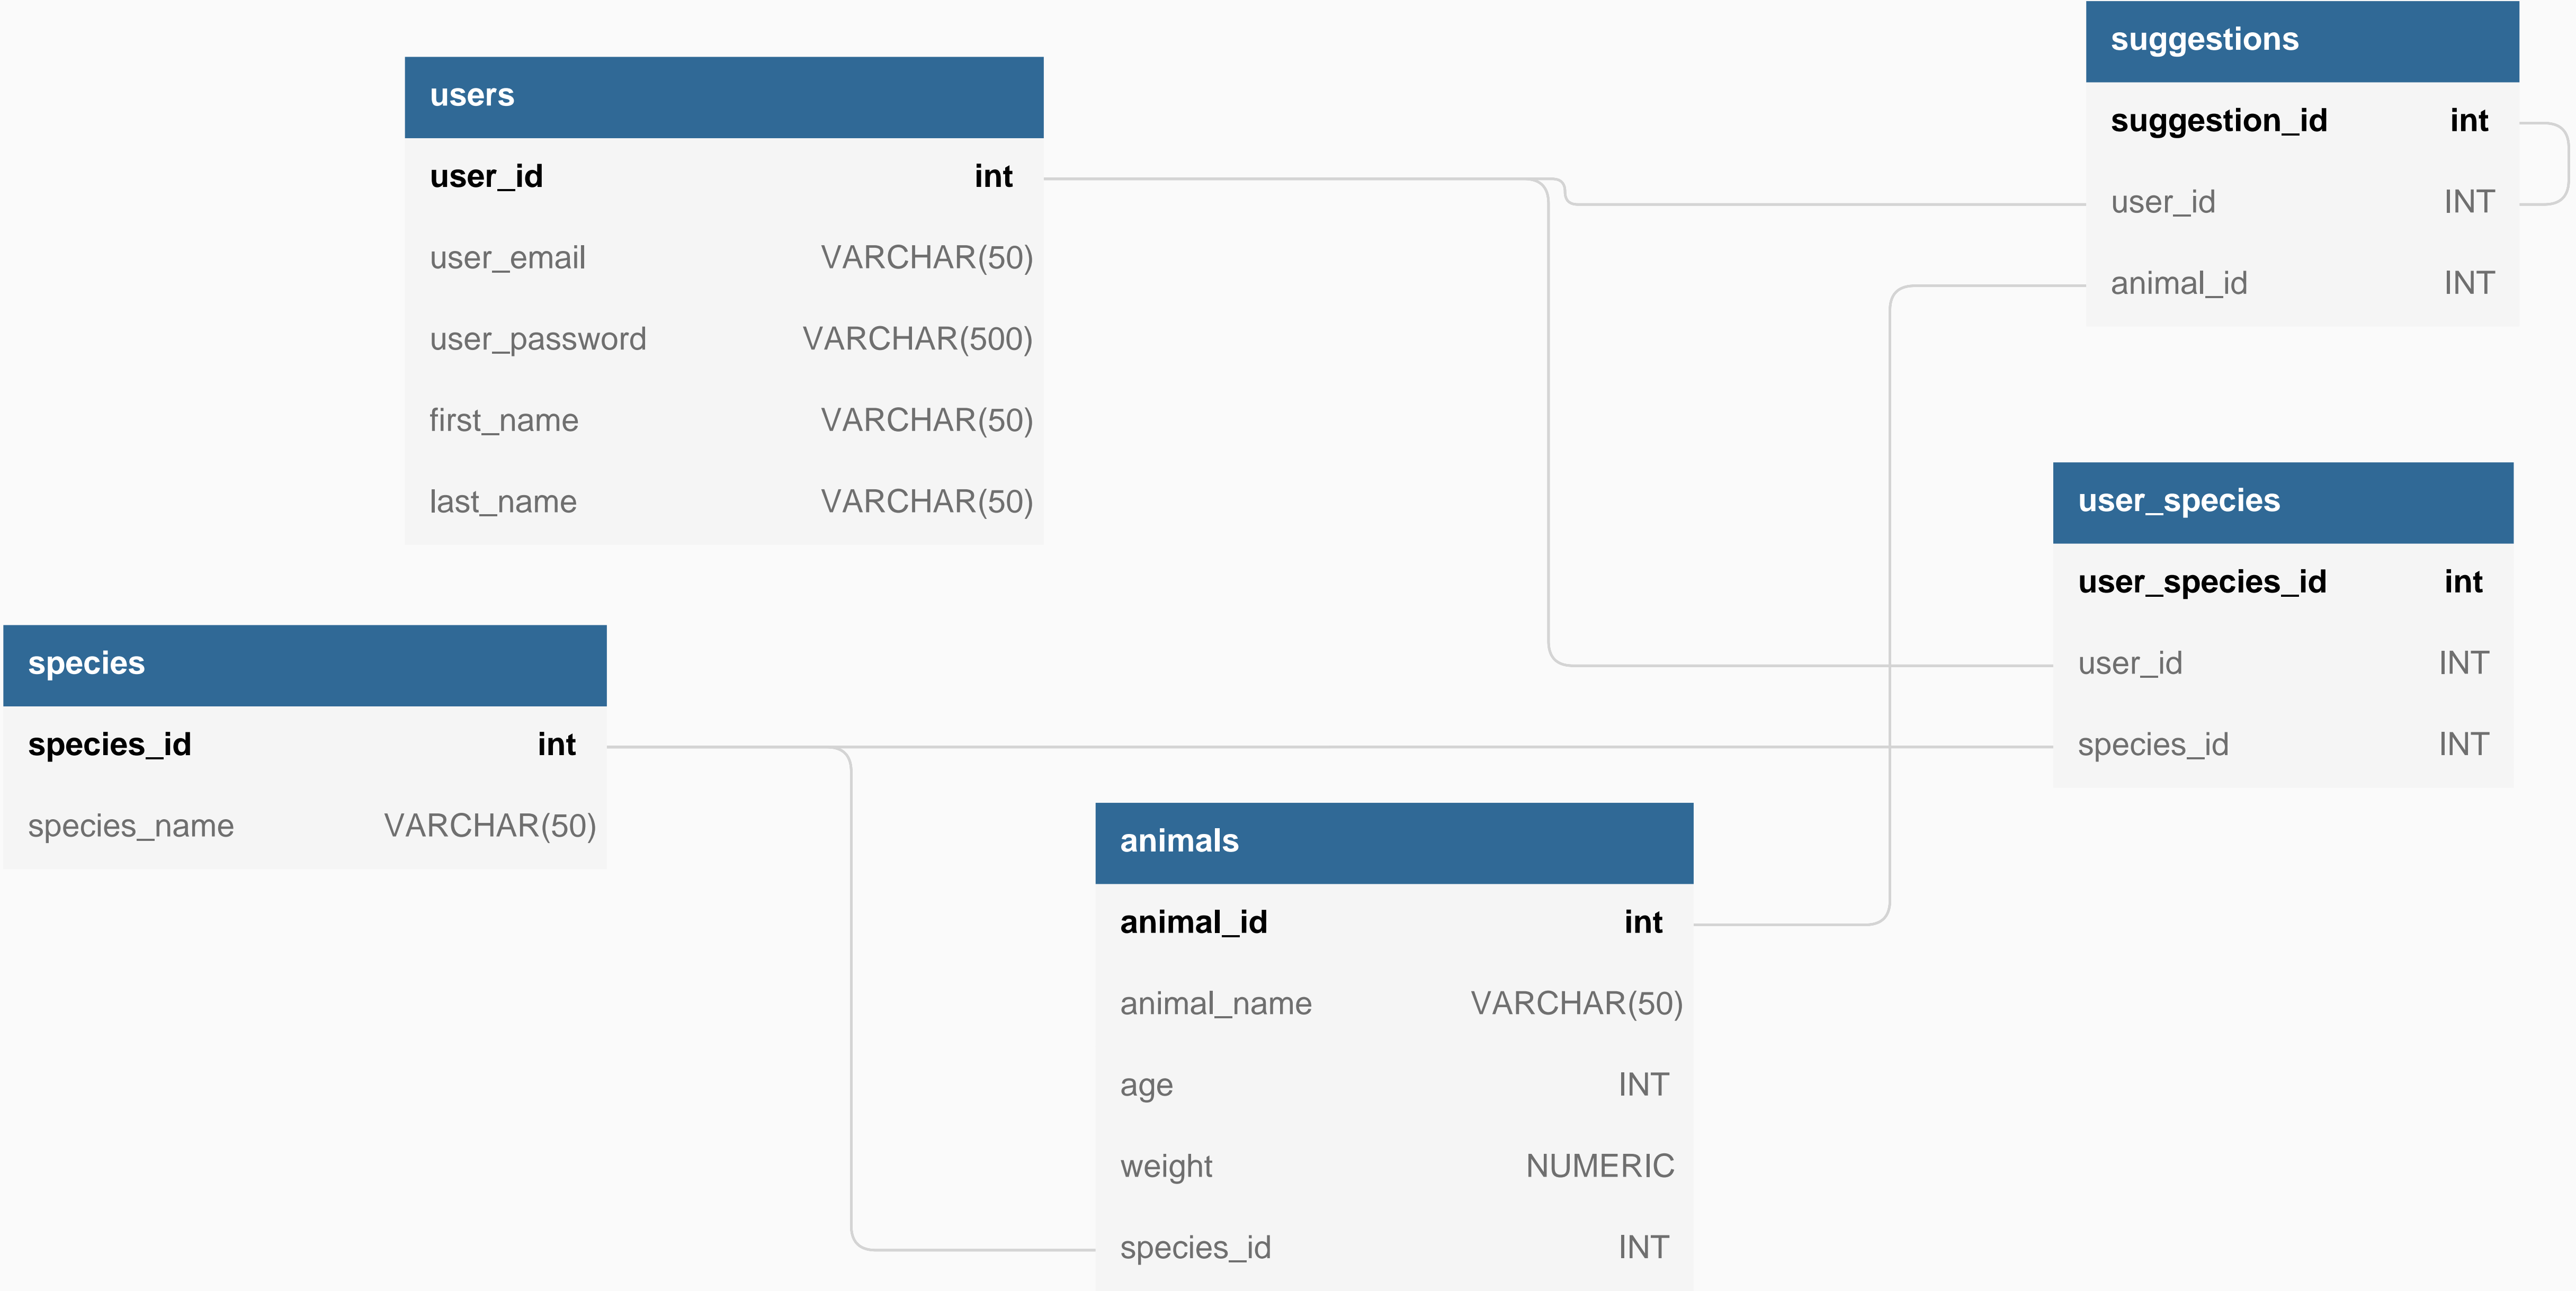 users
user_id int
user_email VARCHAR(50)
user_password VARCHAR(500)
first_name VARCHAR(50)
last_name VARCHAR(50)
suggestions
suggestion_id int
user_id INT
animal_id INT
user_species
user_species_id int
user_id INT
species_id INT
species
species_id int
species_name VARCHAR(50)
animals
animal_id int
animal_name VARCHAR(50)
age INT
weight NUMERIC
species_id INT